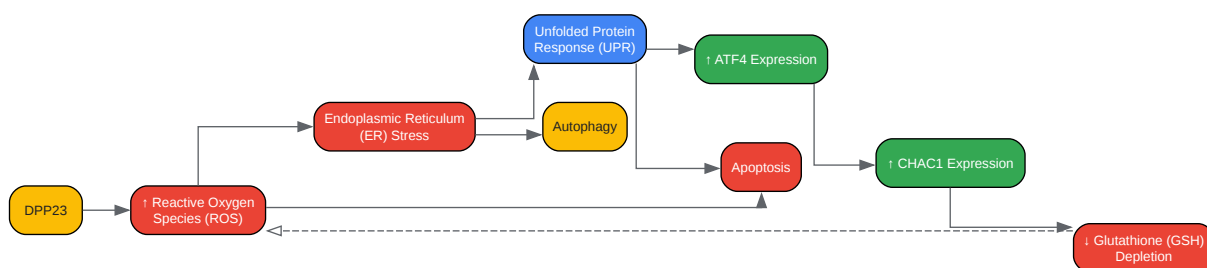 Unfolded Protein
Response (UPR)
↑ ATF4 Expression
Endoplasmic Reticulum
(ER) Stress
Autophagy
Apoptosis
↑ CHAC1 Expression
DPP23
↑ Reactive Oxygen
Species (ROS)
↓ Glutathione (GSH)
Depletion